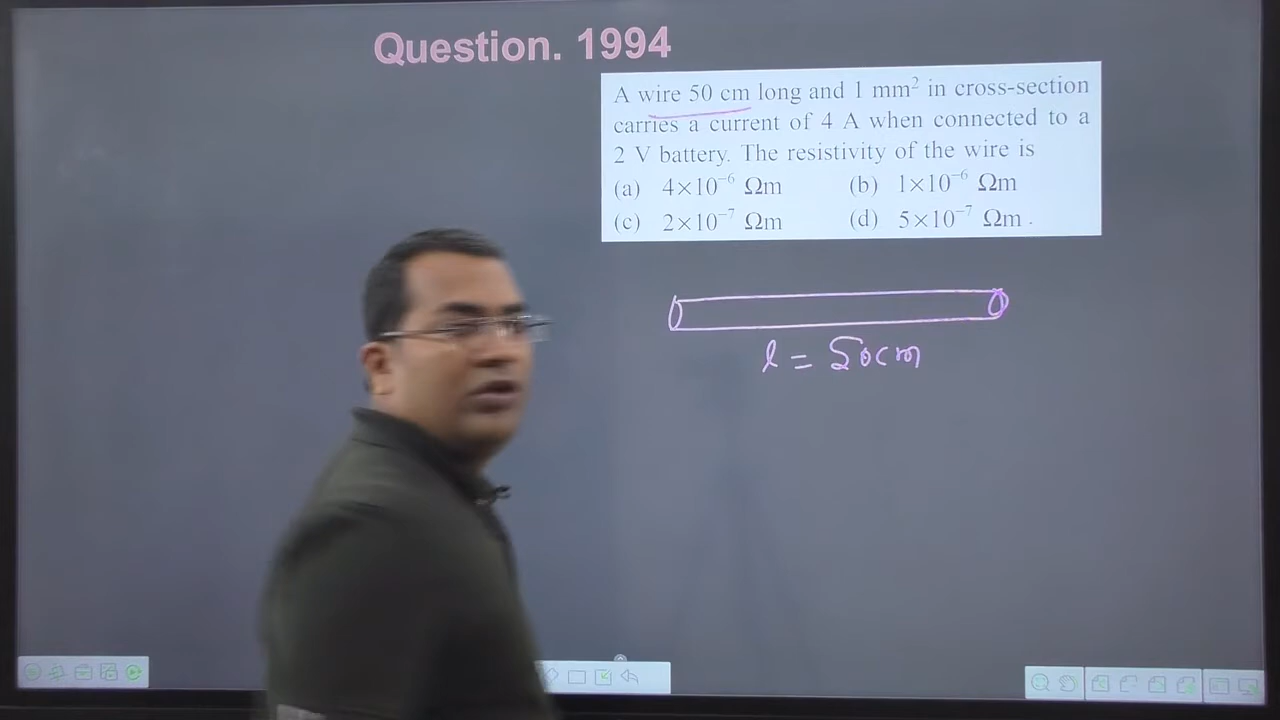 Question. 1994
A wire 50 cm long and 1 mm² in cross-section
carries a current of 4 A when connected to a
2 V battery. The resistivity of the wire is
(a) 4×10⁻⁶ Ωm (b) 1×10⁻⁶ Ωm
(c) 2×10⁻⁷ Ωm (d) 5×10⁻⁷ Ωm .
l = 50cm